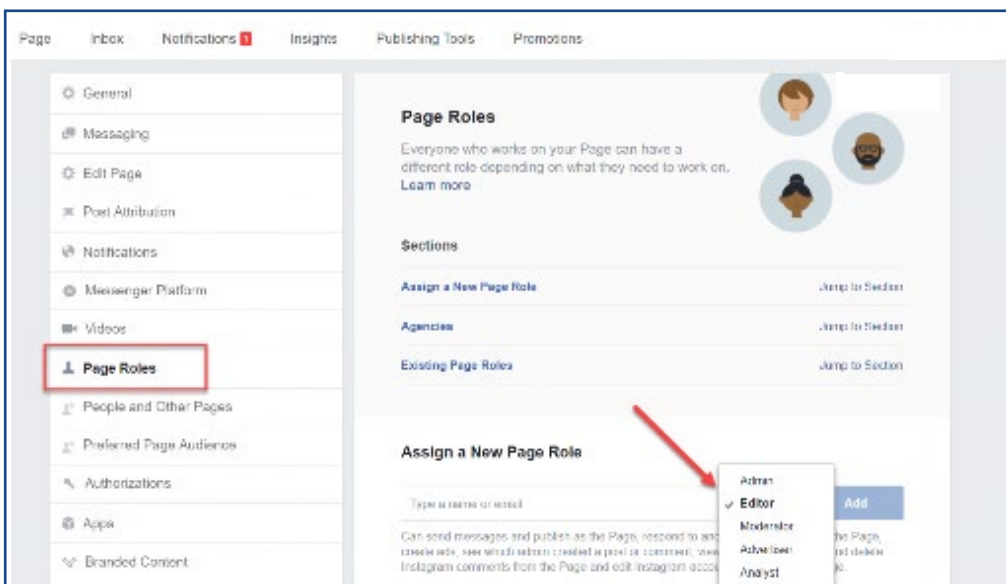 Page Inbox Notifications 1 Insights Publishing Tools Promotions
General
Messaging
Edit Page
Post Attribution
Notifications
Messenger Platform
Videos
Page Roles
People and Other Pages
Preferred Page Audience
Authorizations
Apps
Branded Content
Page Roles
Everyone who works on your Page can have a
different role depending on what they need to work on.
Learn more
Sections
Assign a New Page Role Jump to Section
Agencies Jump to Section
Existing Page Roles Jump to Section
Assign a New Page Role
Type a name or email
Admin
Editor
Moderator
Advertiser
Analyst
Add
Can send messages and publish as the Page, respond to and the Page,
create ads, see which admin created a post or comment, view and delete
Instagram comments from the Page and edit Instagram